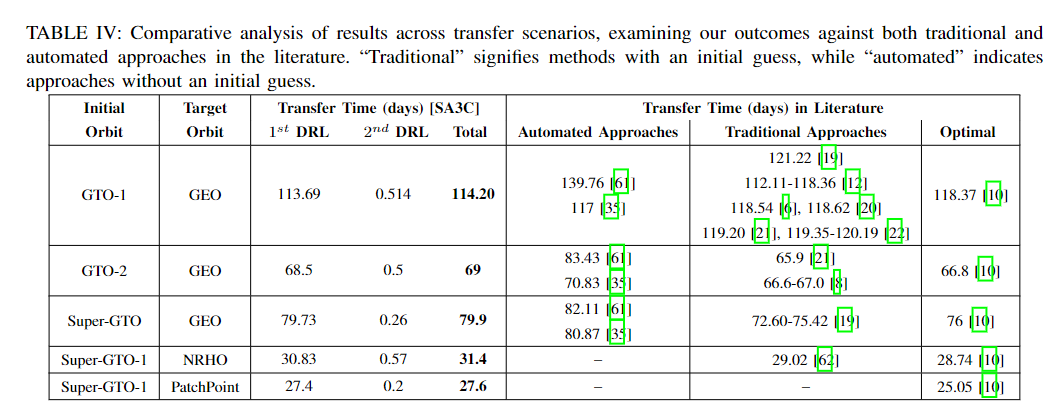 TABLE IV: Comparative analysis of results across transfer scenarios, examining our outcomes against both traditional and
automated approaches in the literature. “Traditional” signifies methods with an initial guess, while “automated” indicates
approaches without an initial guess.
Initial Orbit | Target Orbit | Transfer Time (days) [SA3C] | Transfer Time (days) in Literature
1st DRL | 2nd DRL | Total | Automated Approaches | Traditional Approaches | Optimal
GTO-1 | GEO | 113.69 | 0.514 | 114.20 | 139.76 [61] 117 [35] | 121.22 [19] 112.11-118.36 [12] 118.54 [6], 118.62 [20] 119.20 [21], 119.35-120.19 [22] | 118.37 [10]
GTO-2 | GEO | 68.5 | 0.5 | 69 | 83.43 [61] 70.83 [35] | 65.9 [21] 66.6-67.0 [8] | 66.8 [10]
Super-GTO | GEO | 79.73 | 0.26 | 79.9 | 82.11 [61] 80.87 [35] | 72.60-75.42 [19] | 76 [10]
Super-GTO-1 | NRHO | 30.83 | 0.57 | 31.4 | – | 29.02 [62] | 28.74 [10]
Super-GTO-1 | PatchPoint | 27.4 | 0.2 | 27.6 | – | – | 25.05 [10]